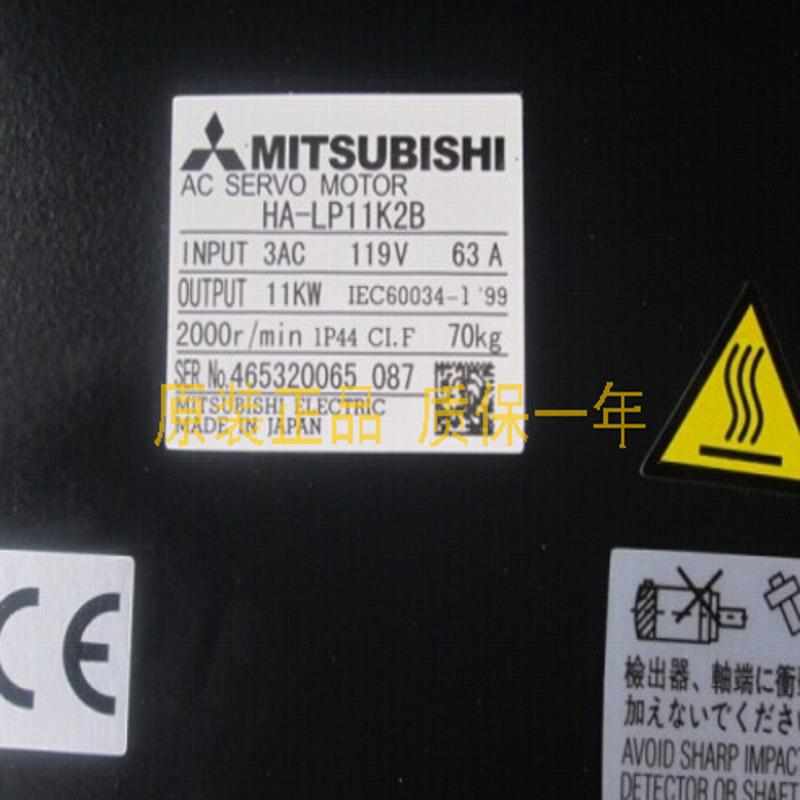 MITSUBISHI
AC SERVO MOTOR
HA-LP11K2B
INPUT 3AC 119V 63 A
OUTPUT 11KW IEC60034-1 '99
2000r/min IP44 CI.F 70kg
SER.No.465320065 087
MITSUBISHI ELECTRIC
MADE IN JAPAN
原装正品 质保一年
CE
検出器、軸端に衝
加えないでくださ
AVOID SHARP IMPAC
DETECTOR OR SHAFT